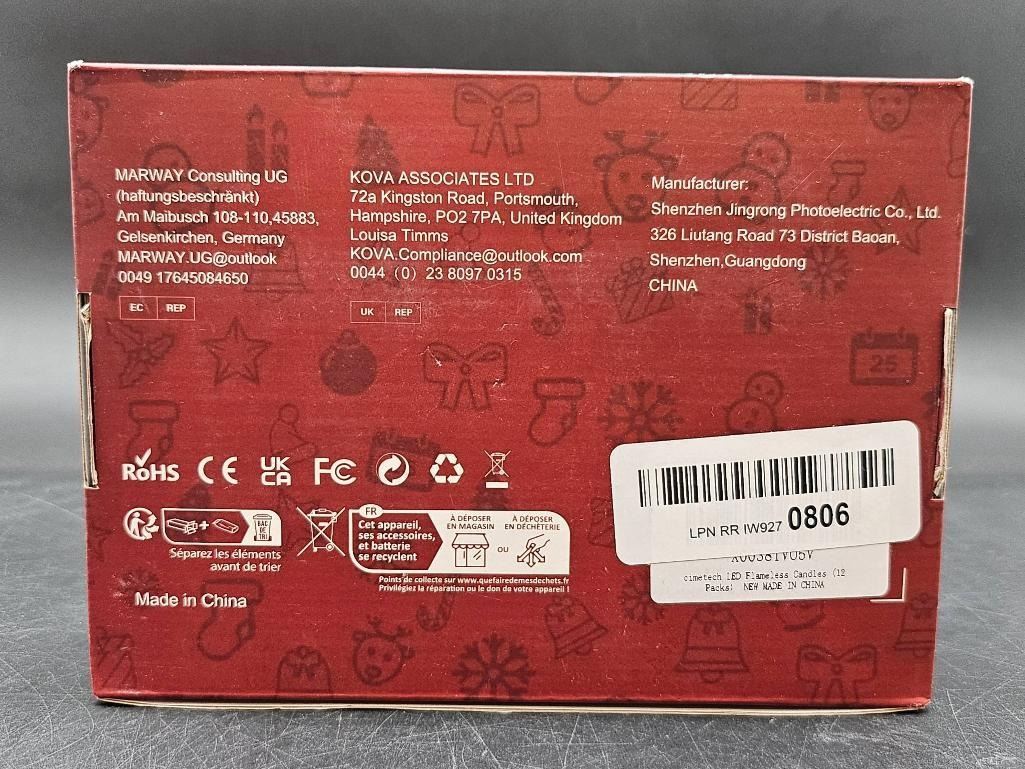 MARWAY Consulting UG
(haftungsbeschränkt)
Am Maibusch 108-110,45883,
Gelsenkirchen, Germany
MARWAY.UG@outlook
0049 17645084650
EC REP
KOVA ASSOCIATES LTD
72a Kingston Road, Portsmouth,
Hampshire, PO2 7PA, United Kingdom
Louisa Timms
KOVA.Compliance@outlook.com
0044（0）23 8097 0315
UK REP
Manufacturer:
Shenzhen Jingrong Photoelectric Co., Ltd.
326 Liutang Road 73 District Baoan,
Shenzhen,Guangdong
CHINA
25
RoHS CE UK
CA FC
BAC
DE TRI
Séparez les éléments
avant de trier
FR
Cet appareil,
ses accessoires,
et batterie
se recyclent
À DÉPOSER
EN MAGASIN
OU
À DÉPOSER
EN DÉCHÈTERIE
Points de collecte sur www.quefairedemesdechets.fr
Privilégiez la réparation ou le don de votre appareil !
Made in China
LPN RR IW927 0806
cimetech LED Flameless Candles (12
Packs) NEW MADE IN CHINA